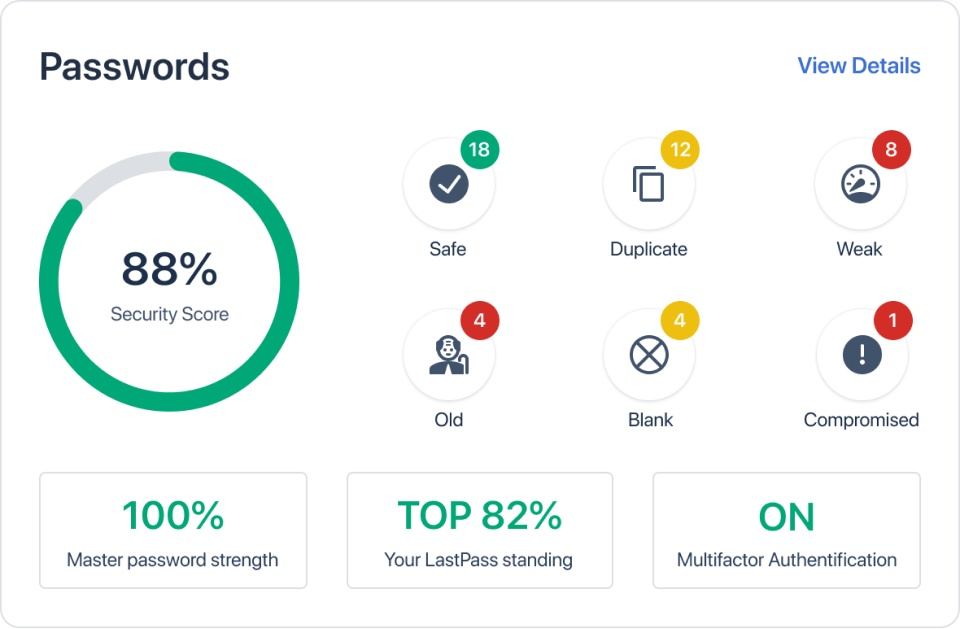 Passwords
View Details
88%
Security Score
18
Safe
12
Duplicate
8
Weak
4
Old
4
Blank
1
Compromised
100%
Master password strength
TOP 82%
Your LastPass standing
ON
Multifactor Authentification